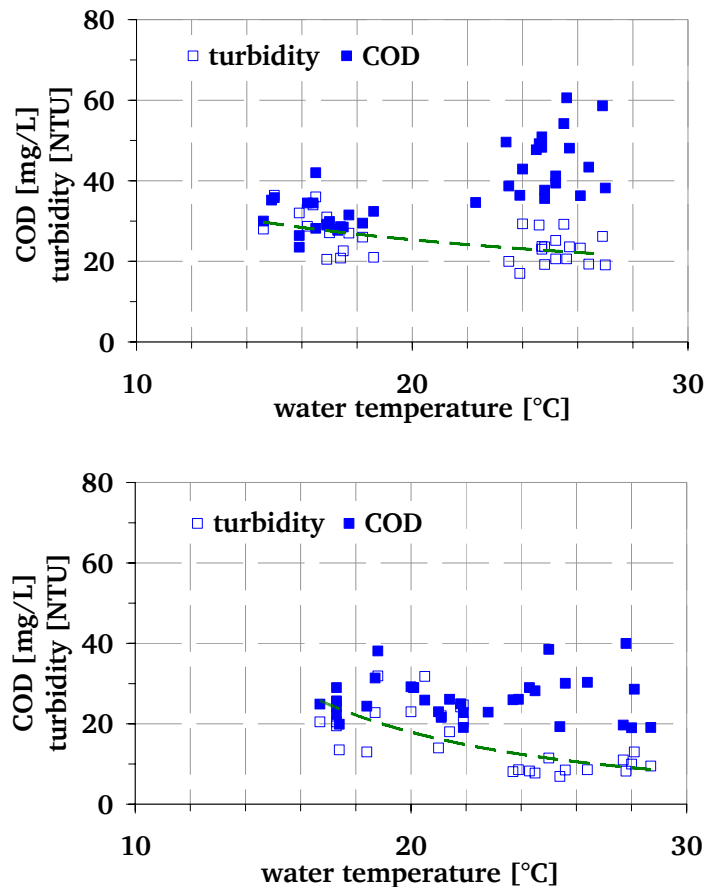 80
turbidity COD
60
COD [mg/L]
turbidity [NTU]
40
20
0
10 20 30
water temperature [°C]
80
turbidity COD
60
COD [mg/L]
turbidity [NTU]
40
20
0
10 20 30
water temperature [°C]